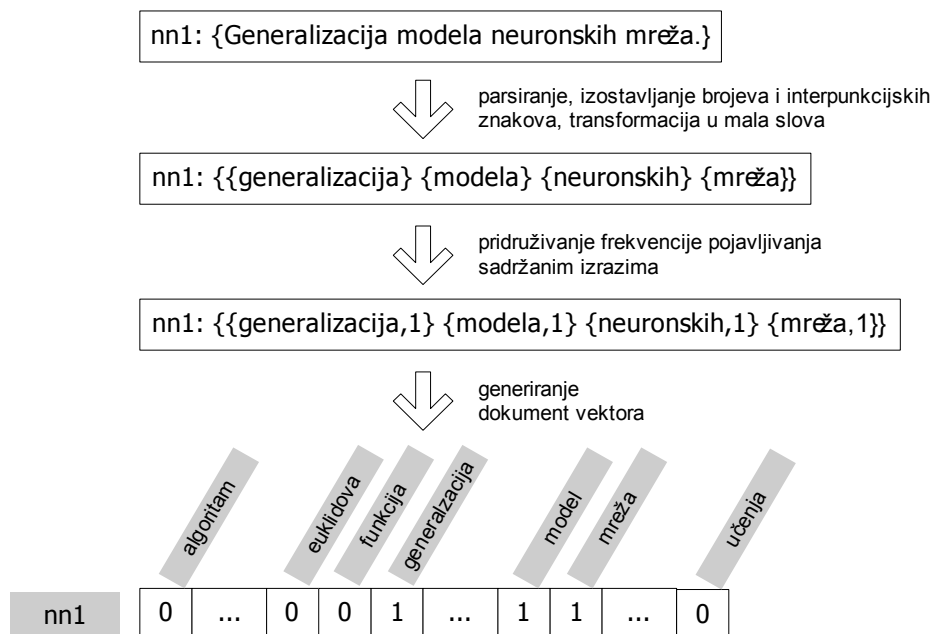 nn1: {Generalizacija modela neuronskih mreža.}
parsiranje, izostavljanje brojeva i interpunkcijskih
znakova, transformacija u mala slova
nn1: {{generalizacija} {modela} {neuronskih} {mreža}}
pridruživanje frekvencije pojavljivanja
sadržanim izrazima
nn1: {{generalizacija,1} {modela,1} {neuronskih,1} {mreža,1}}
generiranje
dokument vektora
algoritam
euklidova
funkcija
generalzacija
model
mreža
učenja
nn1 0 ... 0 0 1 ... 1 1 ... 0